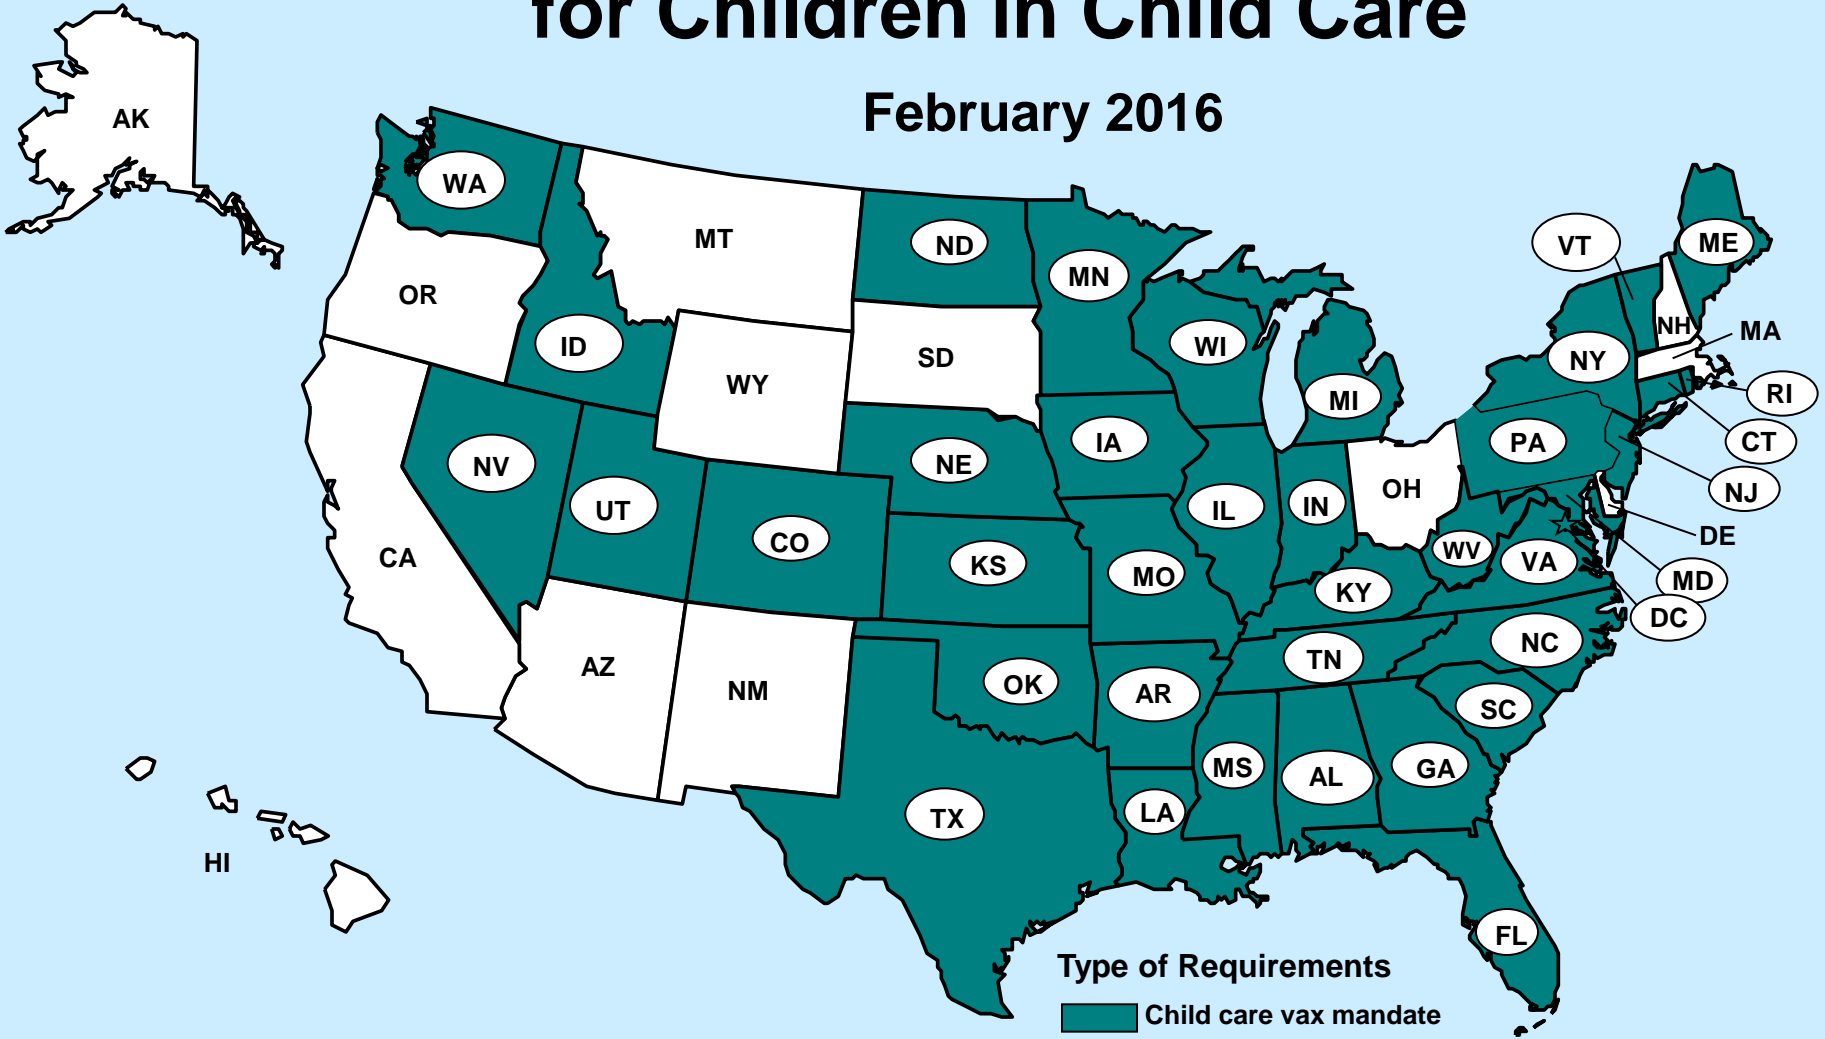 for Children in Child Care
February 2016
AK
WA
MT
ND
MN
VT
ME
OR
ID
WY
SD
WI
MI
NY
NH
MA
RI
CT
NV
UT
CO
NE
IA
IL
IN
OH
PA
NJ
DE
CA
KS
MO
KY
WV
VA
MD
DC
AZ
NM
OK
AR
TN
NC
SC
TX
LA
MS
AL
GA
FL
HI
Type of Requirements
Child care vax mandate